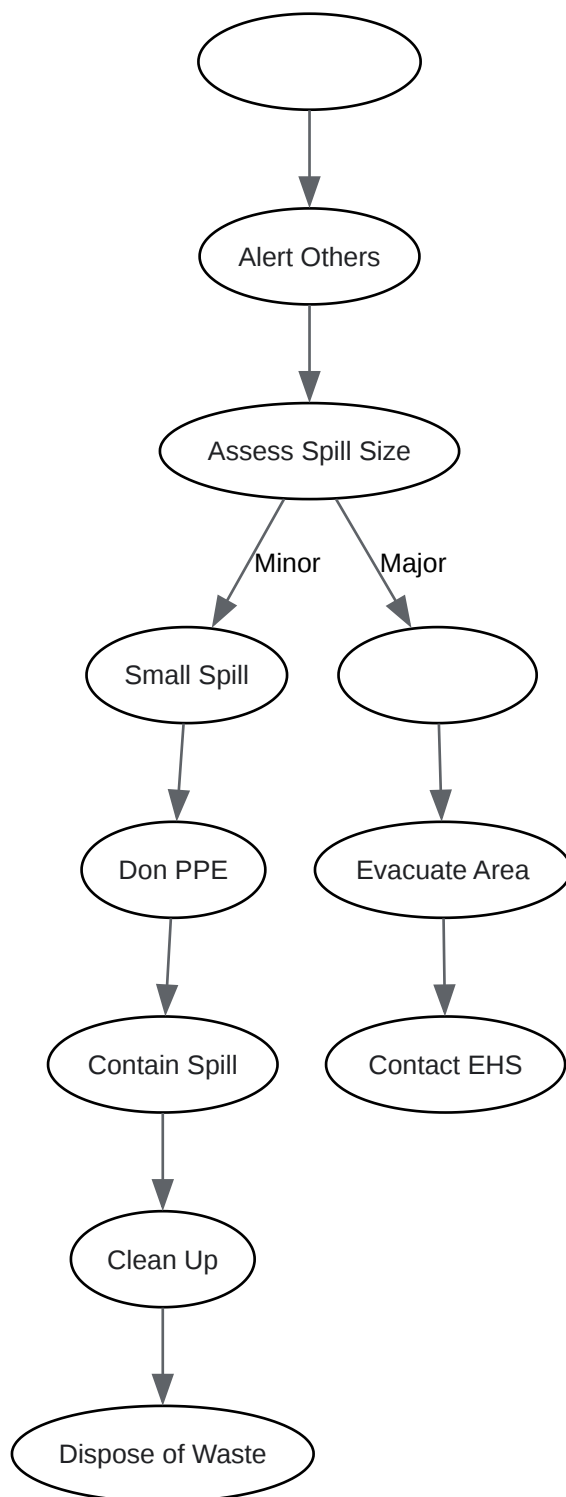 Alert Others
Assess Spill Size
Minor
Major
Small Spill
Don PPE
Evacuate Area
Contain Spill
Contact EHS
Clean Up
Dispose of Waste